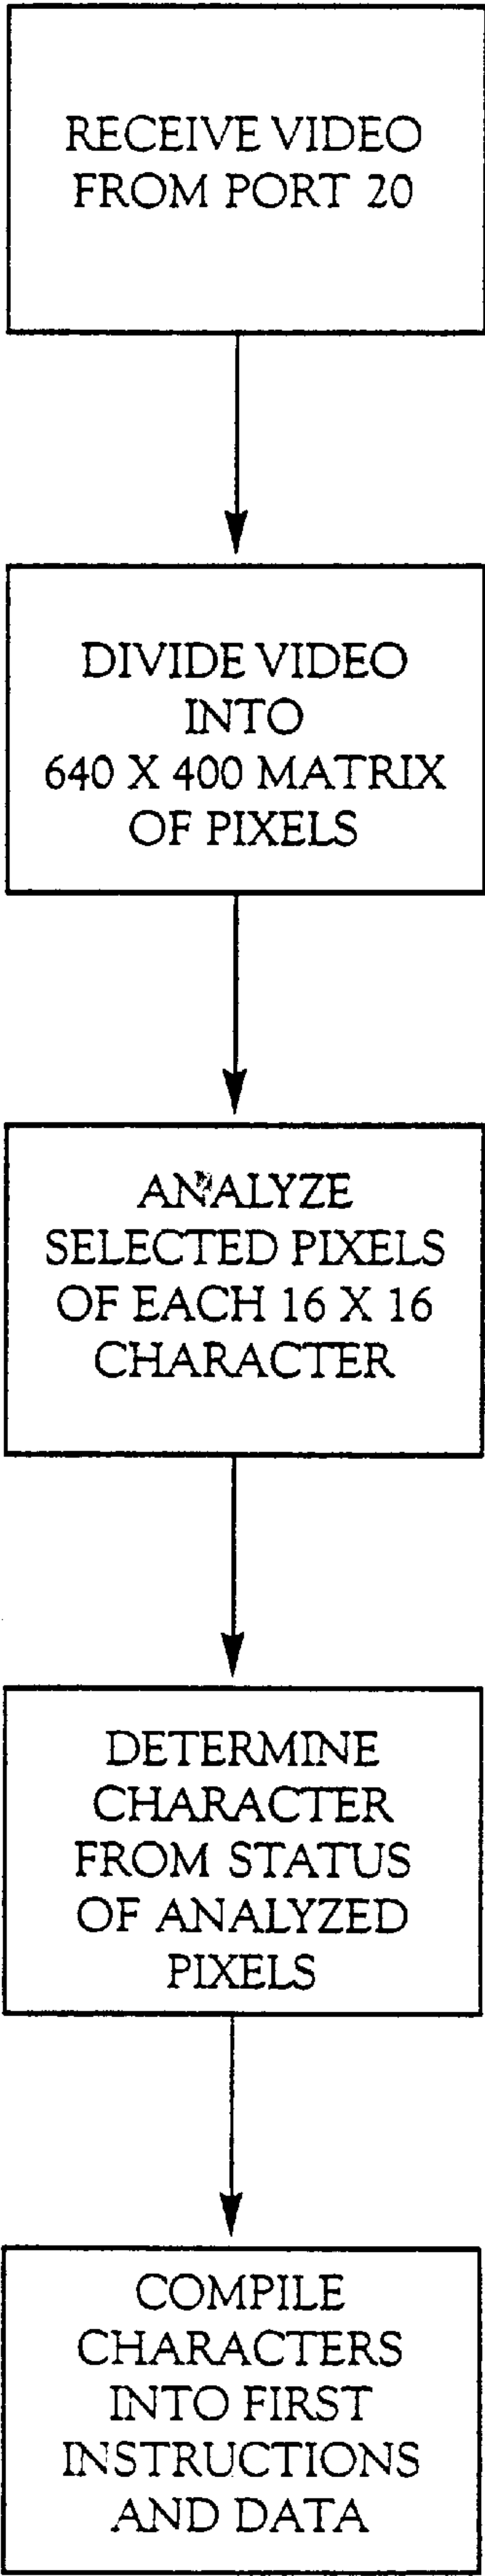 RECEIVE VIDEO
FROM PORT 20
DIVIDE VIDEO
INTO
640 X 400 MATRIX
OF PIXELS
ANALYZE
SELECTED PIXELS
OF EACH 16 X 16
CHARACTER
DETERMINE
CHARACTER
FROM STATUS
OF ANALYZED
PIXELS
COMPILE
CHARACTERS
INTO FIRST
INSTRUCTIONS
AND DATA